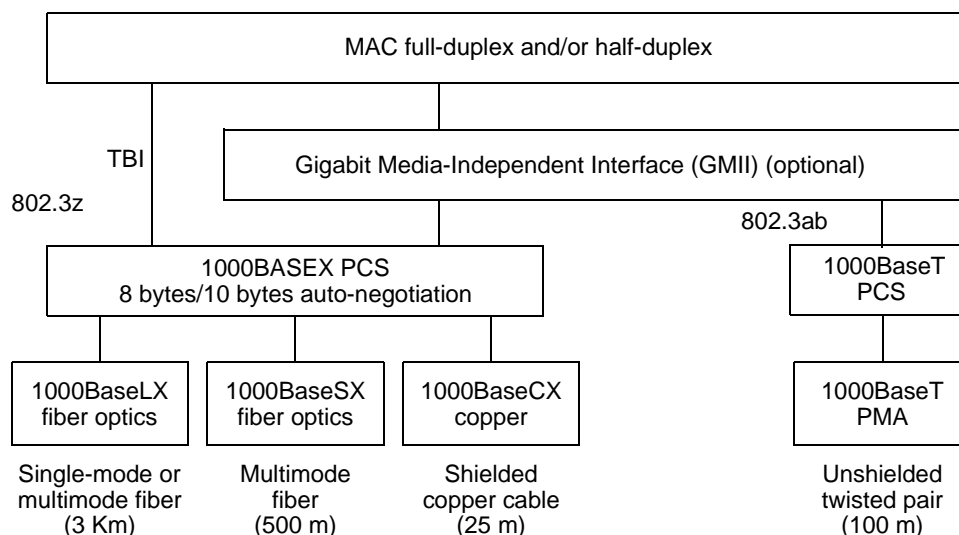 MAC full-duplex and/or half-duplex
TBI
Gigabit Media-Independent Interface (GMII) (optional)
802.3z
802.3ab
1000BASEX PCS
8 bytes/10 bytes auto-negotiation
1000BaseT
PCS
1000BaseLX
fiber optics
1000BaseSX
fiber optics
1000BaseCX
copper
1000BaseT
PMA
Single-mode or
multimode fiber
(3 Km)
Multimode
fiber
(500 m)
Shielded
copper cable
(25 m)
Unshielded
twisted pair
(100 m)